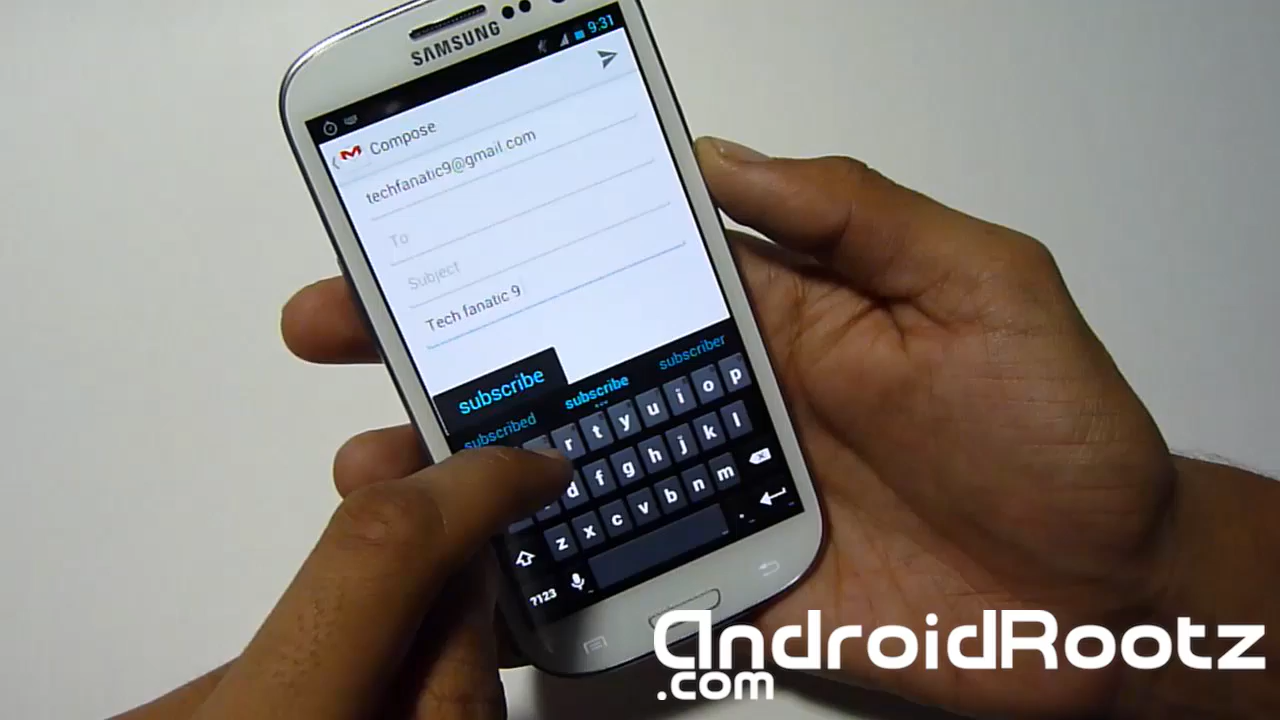 SAMSUNG
9:31
Compose
techfanatic9@gmail.com
To
Subject
Tech fanatic 9
subscribe
subscribed subscribe subscriber
r t y u i o p
d f g h j k l
z x c v b n m
?123 .
AndroidRootz
.com